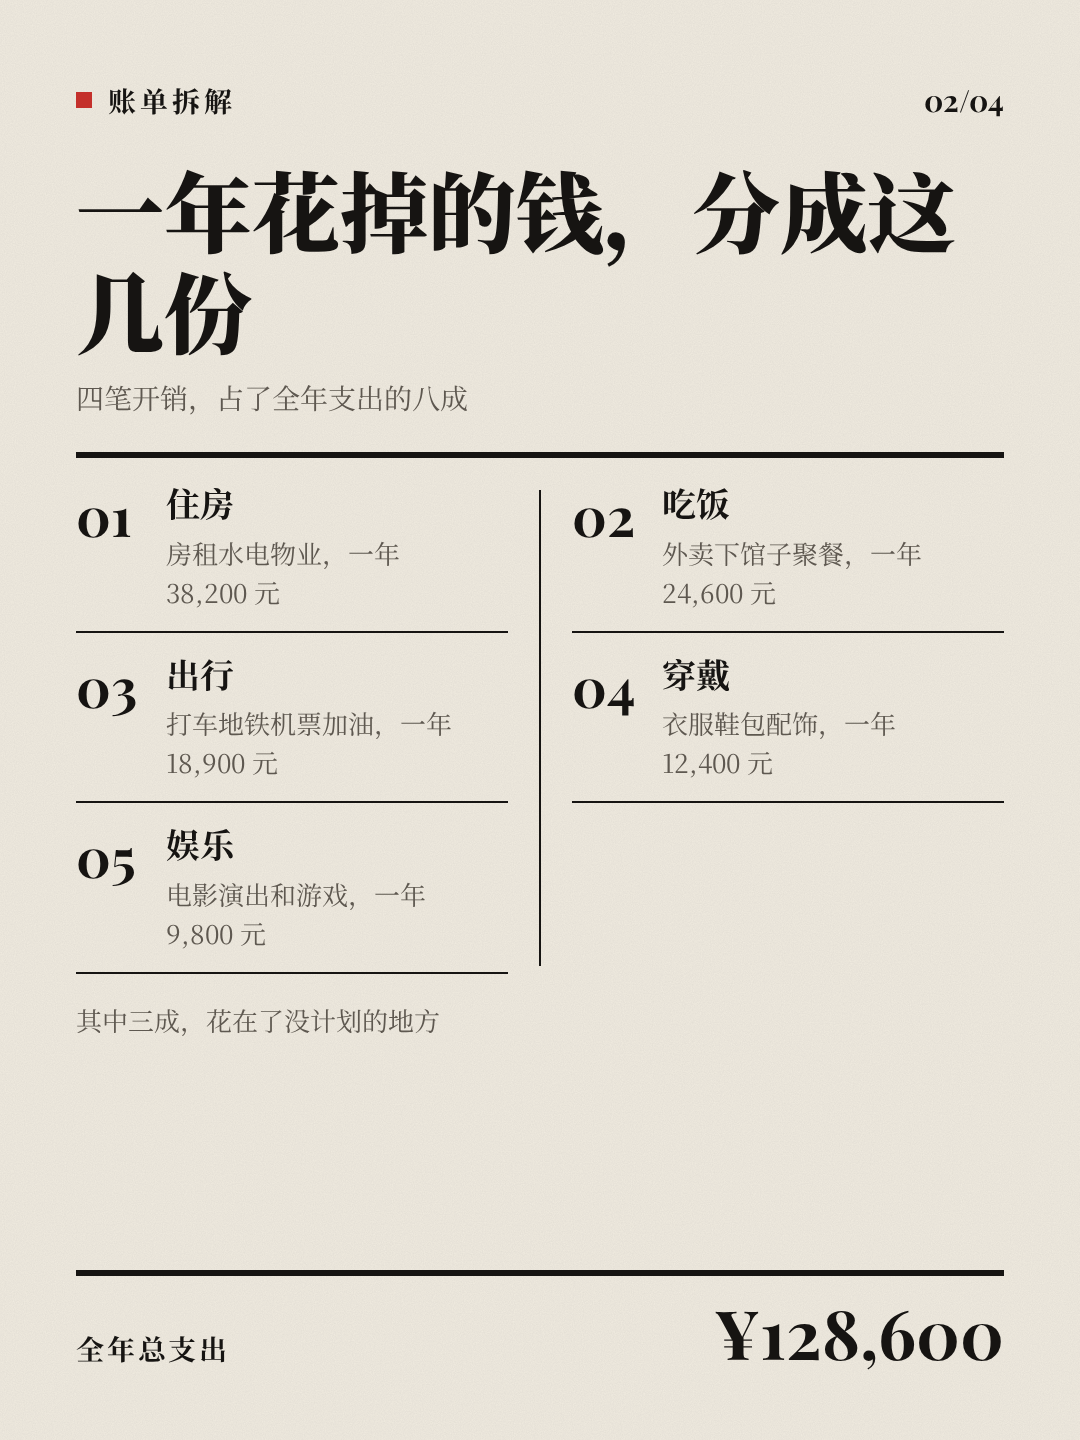 账单拆解
02/04
一年花掉的钱，分成这
几份
四笔开销，占了全年支出的八成
01
住房
房租水电物业，一年
38,200 元
02
吃饭
外卖下馆子聚餐，一年
24,600 元
03
出行
打车地铁机票加油，一年
18,900 元
04
穿戴
衣服鞋包配饰，一年
12,400 元
05
娱乐
电影演出和游戏，一年
9,800 元
其中三成，花在了没计划的地方
全年总支出
¥128,600